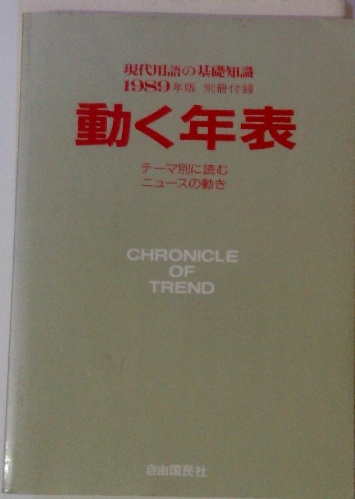 現代用語の基礎知識
1989年版 別冊付録
動く年表
テーマ別に読む
ニュースの動き
CHRONICLE
OF
TREND
自由国民社